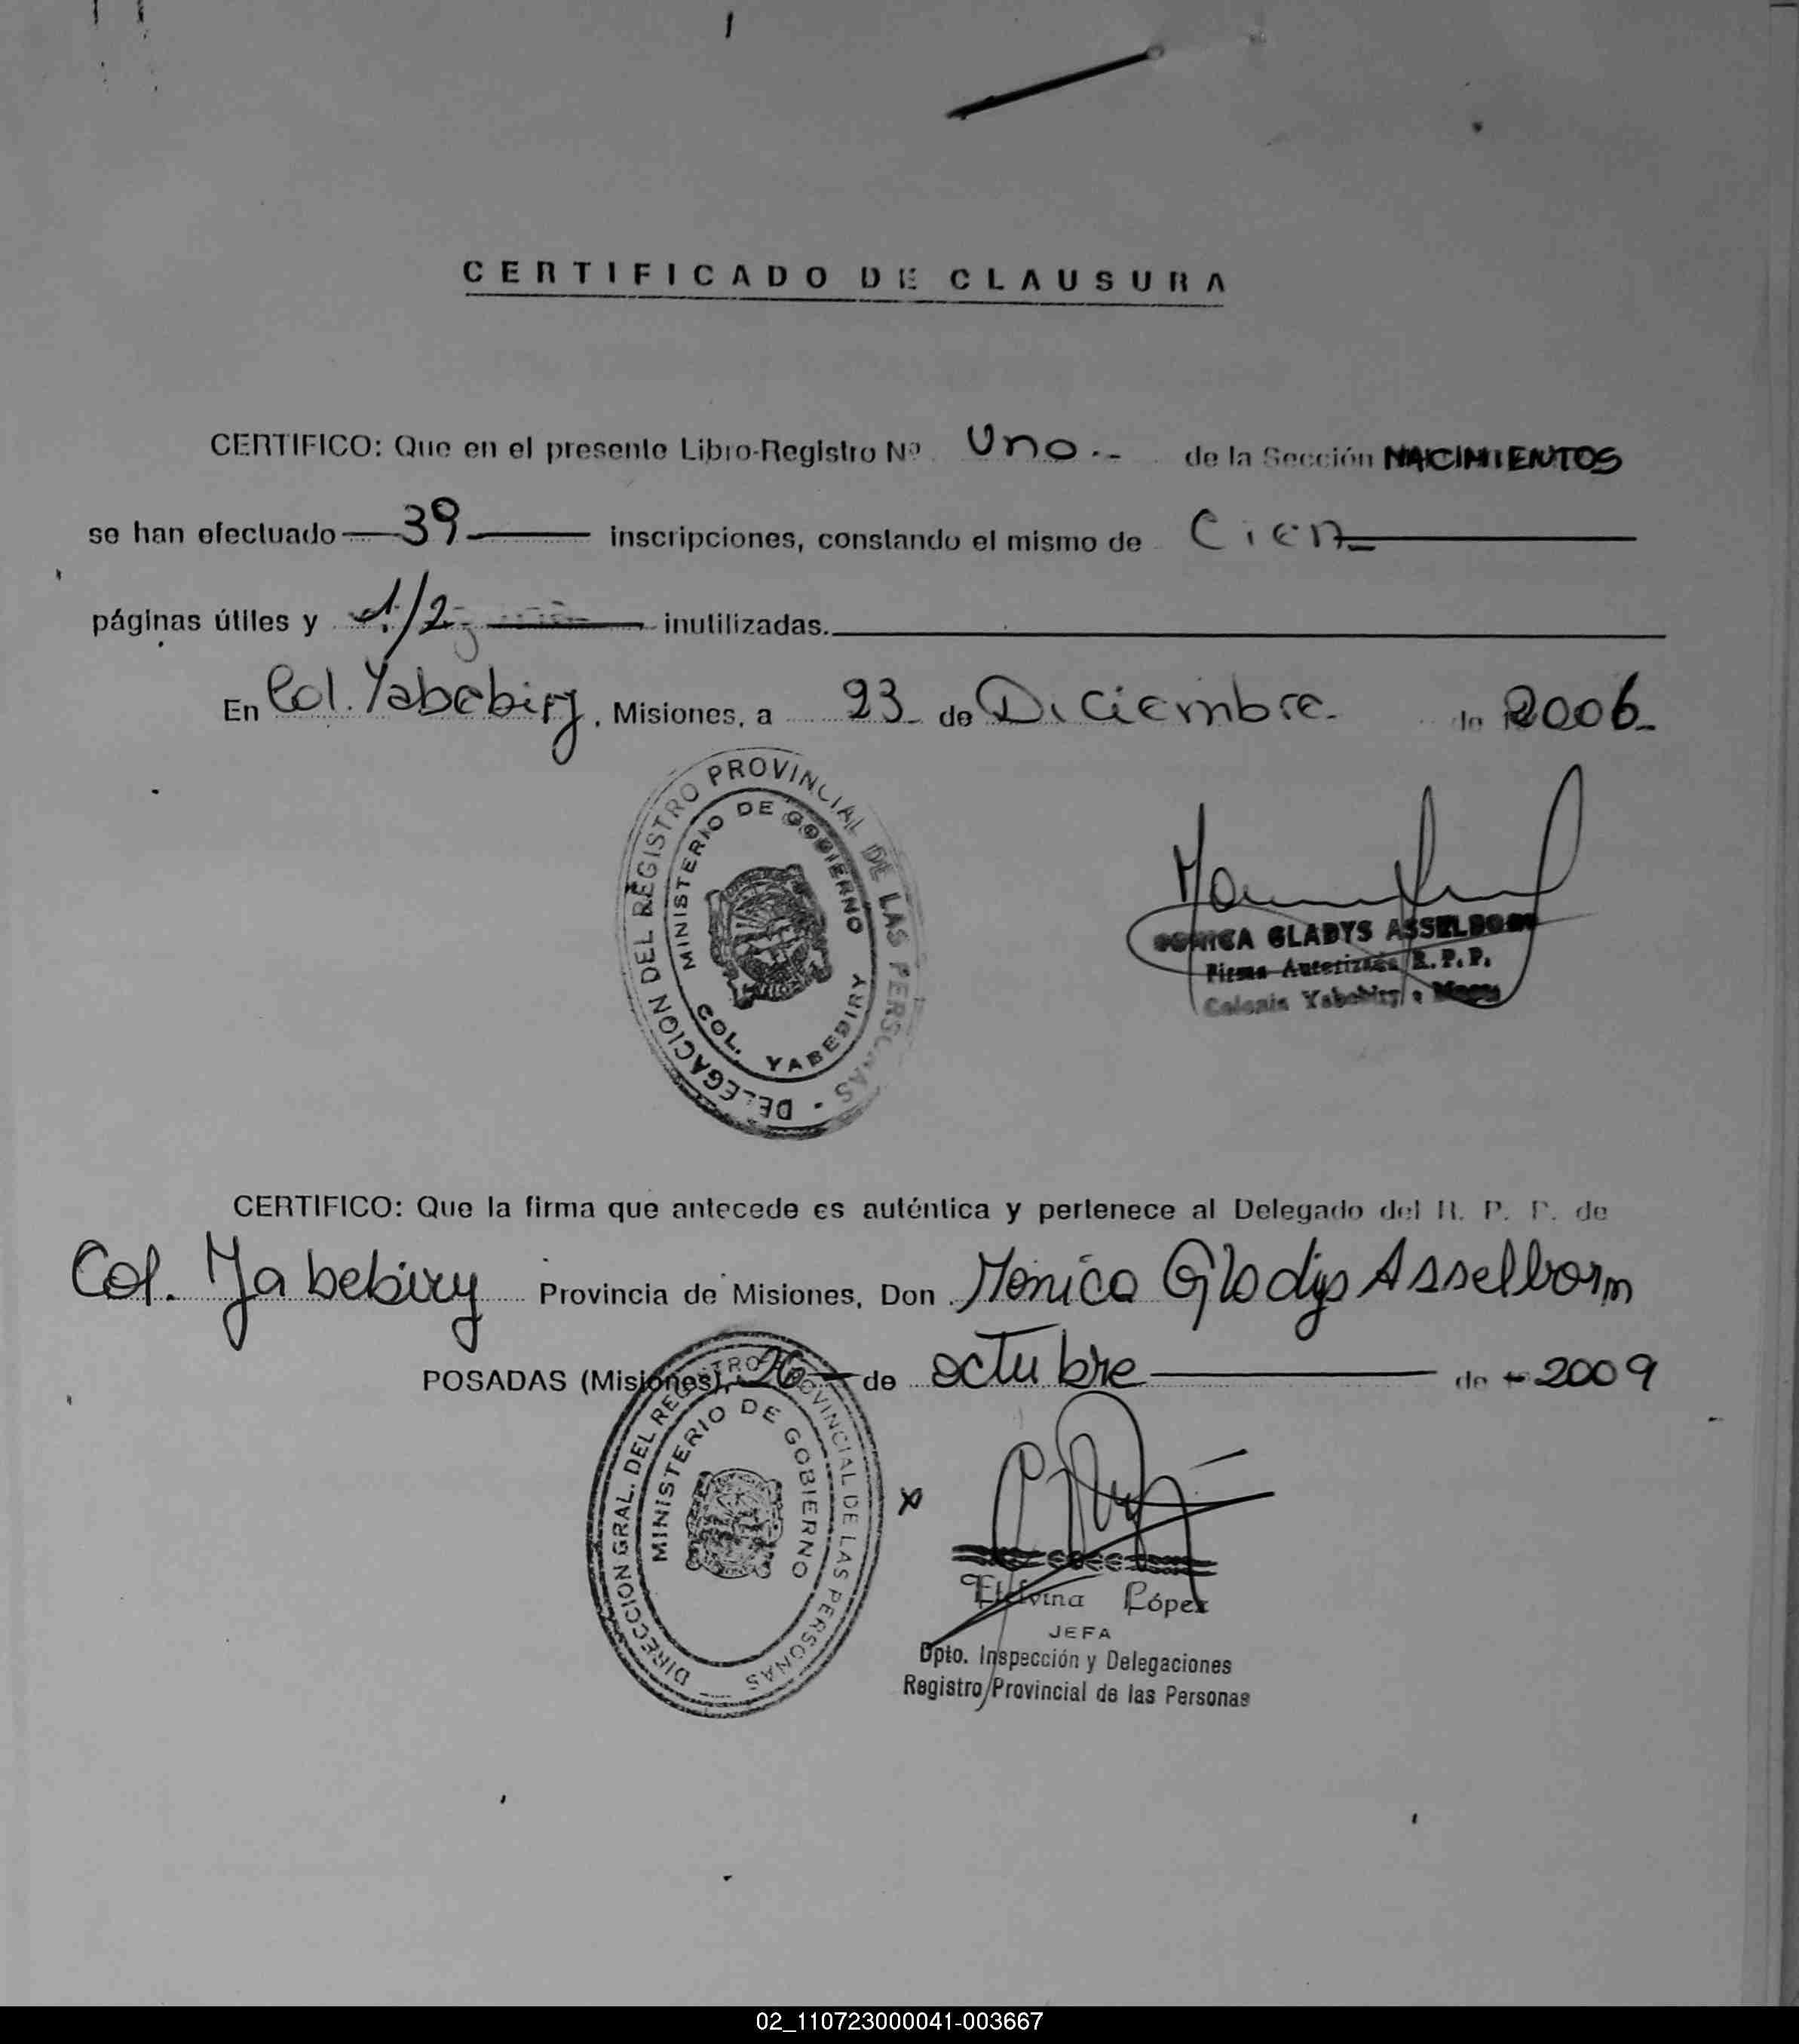 CERTIFICADO DE CLAUSURA
CERTIFICO: Que en el presente Libro-Registro Nº Uno.- de la Sección NACIMIENTOS
se han efectuado 39 inscripciones, constando el mismo de Cien
páginas útiles y 1/2 inutilizadas.
En Col. Yabebiry, Misiones, a 23 de Diciembre. de 2006
DELEGACION DEL REGISTRO PROVINCIAL DE LAS PERSONAS -
MINISTERIO DE GOBIERNO
COL. YABEBIRY
MONICA GLADYS ASSELBORN
Firma Autorizada R.P.P.
Colonia Yabebiry
CERTIFICO: Que la firma que antecede es auténtica y pertenece al Delegado del R. P. P. de
Col. Yabebiry Provincia de Misiones, Don Mónica Gladys Asselborn
POSADAS (Misiones), 26 de octubre de 2009
DIRECCION GRAL. DEL REGISTRO PROVINCIAL DE LAS PERSONAS
MINISTERIO DE GOBIERNO
x
Etelvina López
JEFA
Dpto. Inspección y Delegaciones
Registro Provincial de las Personas
02_110723000041-003667